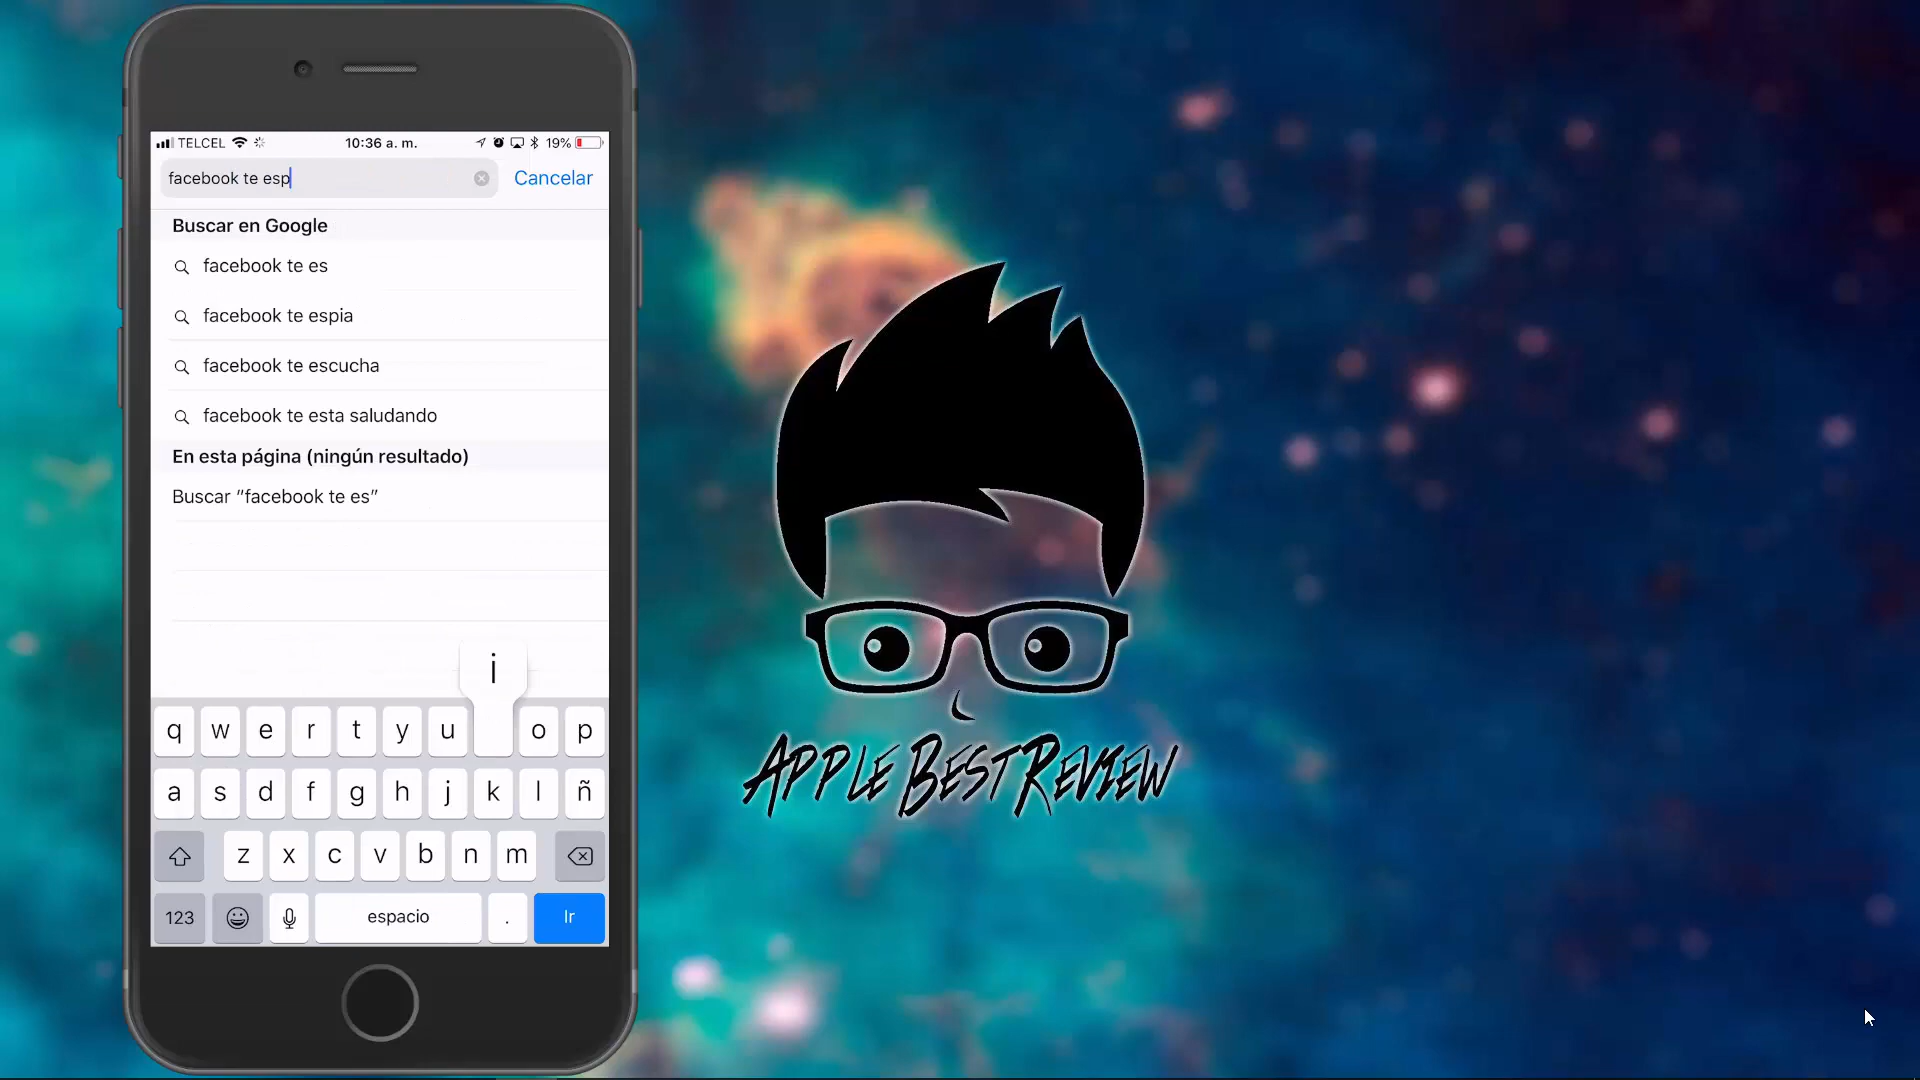 TELCEL 10:36 a. m. 19%
facebook te esp Cancelar
Buscar en Google
facebook te es
facebook te espia
facebook te escucha
facebook te esta saludando
En esta página (ningún resultado)
Buscar "facebook te es"
i
q w e r t y u o p
a s d f g h j k l ñ
z x c v b n m
123 espacio . Ir
APPLE BEST REVIEW